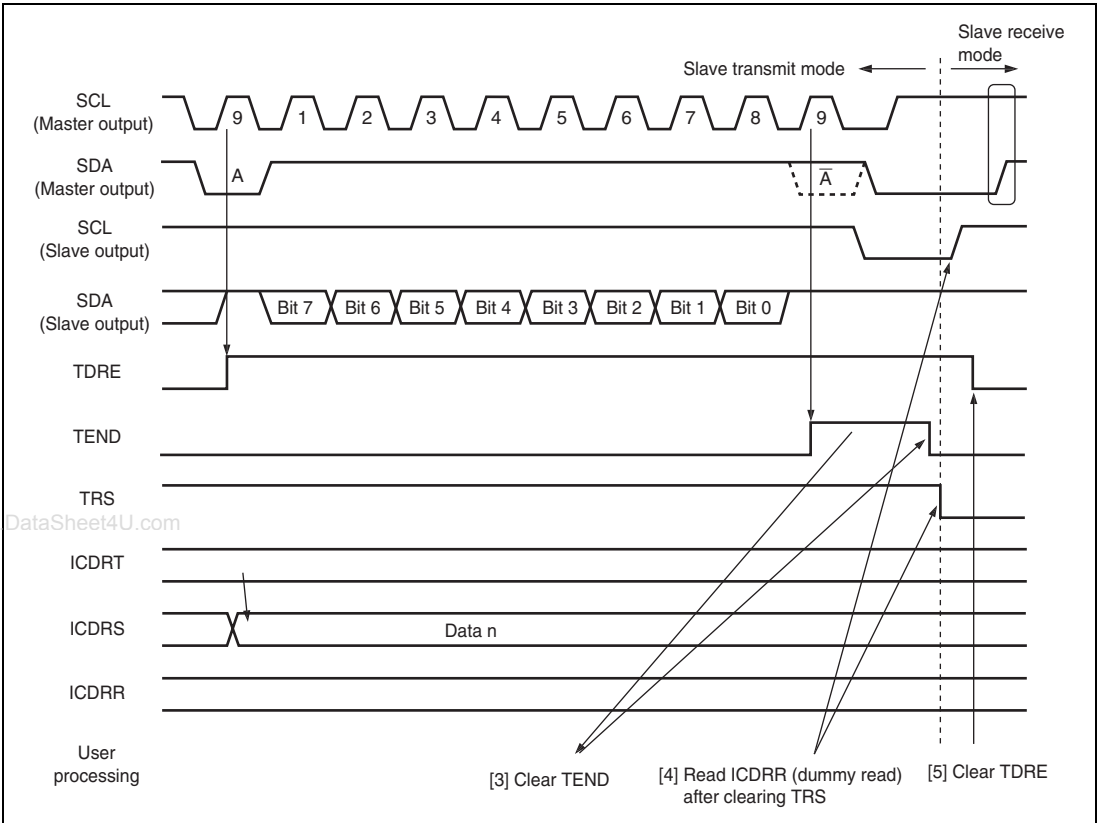 Slave receive
mode
Slave transmit mode
SCL
(Master output)
9 1 2 3 4 5 6 7 8 9
SDA
(Master output)
A A̅
SCL
(Slave output)
SDA
(Slave output)
Bit 7 Bit 6 Bit 5 Bit 4 Bit 3 Bit 2 Bit 1 Bit 0
TDRE
TEND
TRS
DataSheet4U.com
ICDRT
ICDRS
Data n
ICDRR
User
processing
[3] Clear TEND
[4] Read ICDRR (dummy read)
after clearing TRS
[5] Clear TDRE